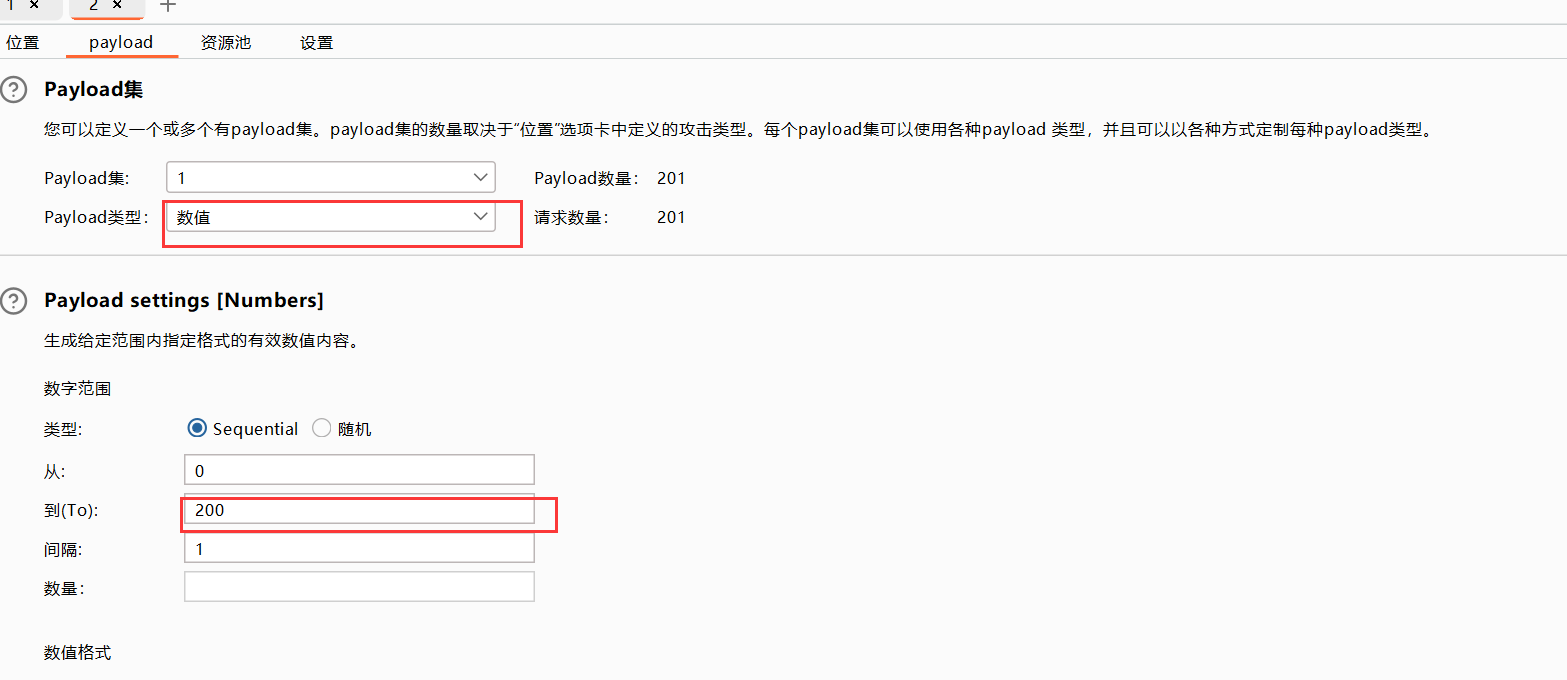 1 × 2 × +
位置 payload 资源池 设置
? Payload集
您可以定义一个或多个有payload集。payload集的数量取决于“位置”选项卡中定义的攻击类型。每个payload集可以使用各种payload 类型，并且可以以各种方式定制每种payload类型。
Payload集: 1 Payload数量: 201
Payload类型: 数值 请求数量: 201
? Payload settings [Numbers]
生成给定范围内指定格式的有效数值内容。
数字范围
类型: Sequential 随机
从: 0
到(To): 200
间隔: 1
数量:
数值格式